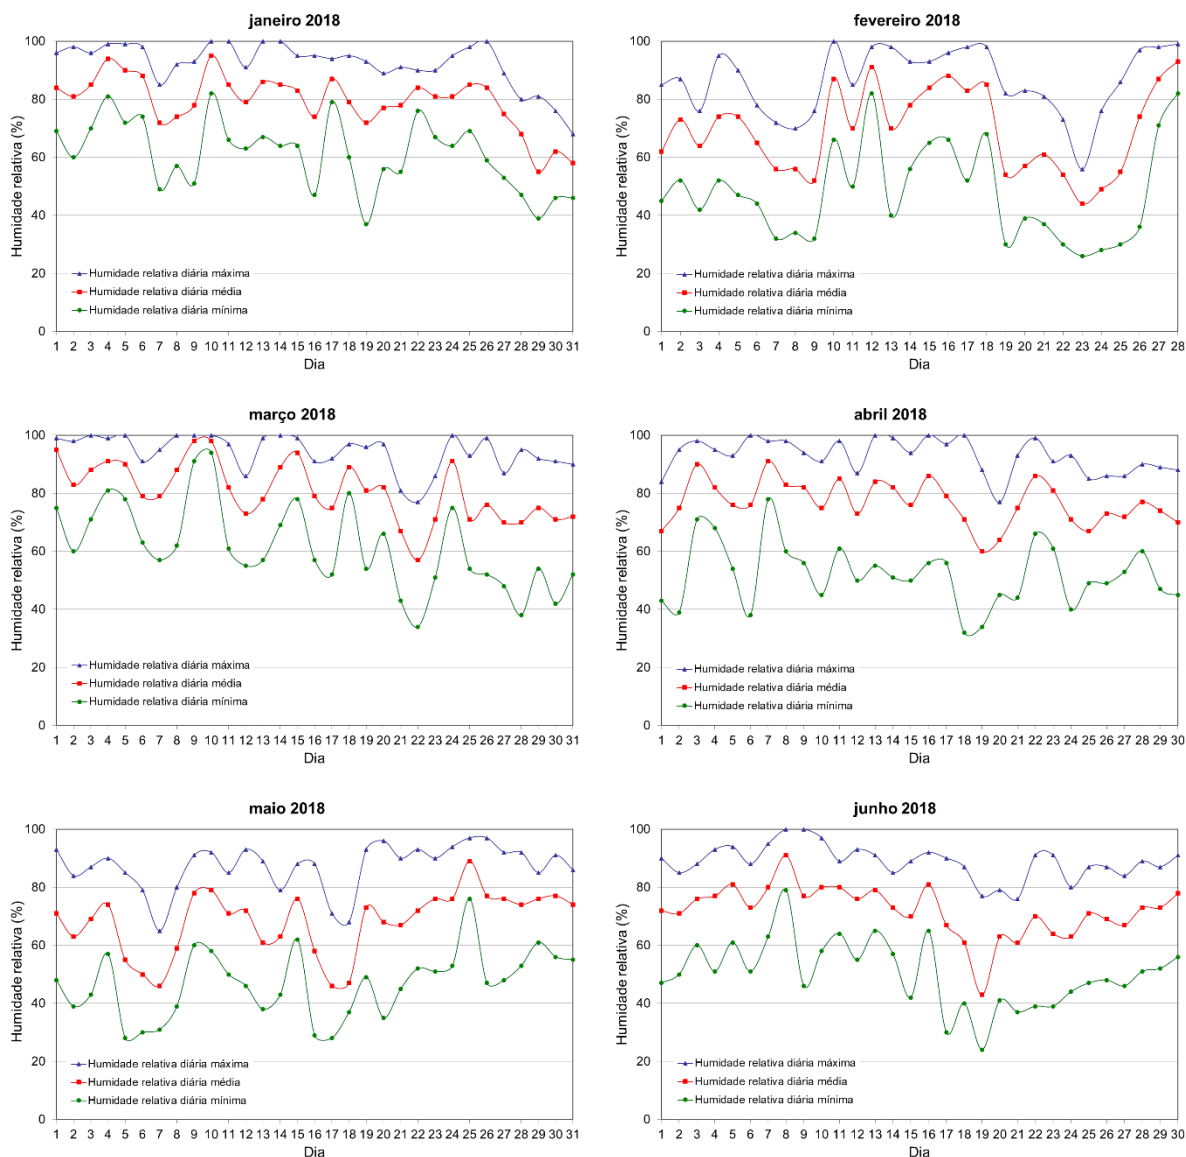 janeiro 2018
Humidade relativa (%)
100
80
60
40
20
0
Humidade relativa diária máxima
Humidade relativa diária média
Humidade relativa diária mínima
1 2 3 4 5 6 7 8 9 10 11 12 13 14 15 16 17 18 19 20 21 22 23 24 25 26 27 28 29 30 31
Dia
fevereiro 2018
Humidade relativa (%)
100
80
60
40
20
0
Humidade relativa diária máxima
Humidade relativa diária média
Humidade relativa diária mínima
1 2 3 4 5 6 7 8 9 10 11 12 13 14 15 16 17 18 19 20 21 22 23 24 25 26 27 28
Dia
março 2018
Humidade relativa (%)
100
80
60
40
20
0
Humidade relativa diária máxima
Humidade relativa diária média
Humidade relativa diária mínima
1 2 3 4 5 6 7 8 9 10 11 12 13 14 15 16 17 18 19 20 21 22 23 24 25 26 27 28 29 30 31
Dia
abril 2018
Humidade relativa (%)
100
80
60
40
20
0
Humidade relativa diária máxima
Humidade relativa diária média
Humidade relativa diária mínima
1 2 3 4 5 6 7 8 9 10 11 12 13 14 15 16 17 18 19 20 21 22 23 24 25 26 27 28 29 30
Dia
maio 2018
Humidade relativa (%)
100
80
60
40
20
0
Humidade relativa diária máxima
Humidade relativa diária média
Humidade relativa diária mínima
1 2 3 4 5 6 7 8 9 10 11 12 13 14 15 16 17 18 19 20 21 22 23 24 25 26 27 28 29 30 31
Dia
junho 2018
Humidade relativa (%)
100
80
60
40
20
0
Humidade relativa diária máxima
Humidade relativa diária média
Humidade relativa diária mínima
1 2 3 4 5 6 7 8 9 10 11 12 13 14 15 16 17 18 19 20 21 22 23 24 25 26 27 28 29 30
Dia